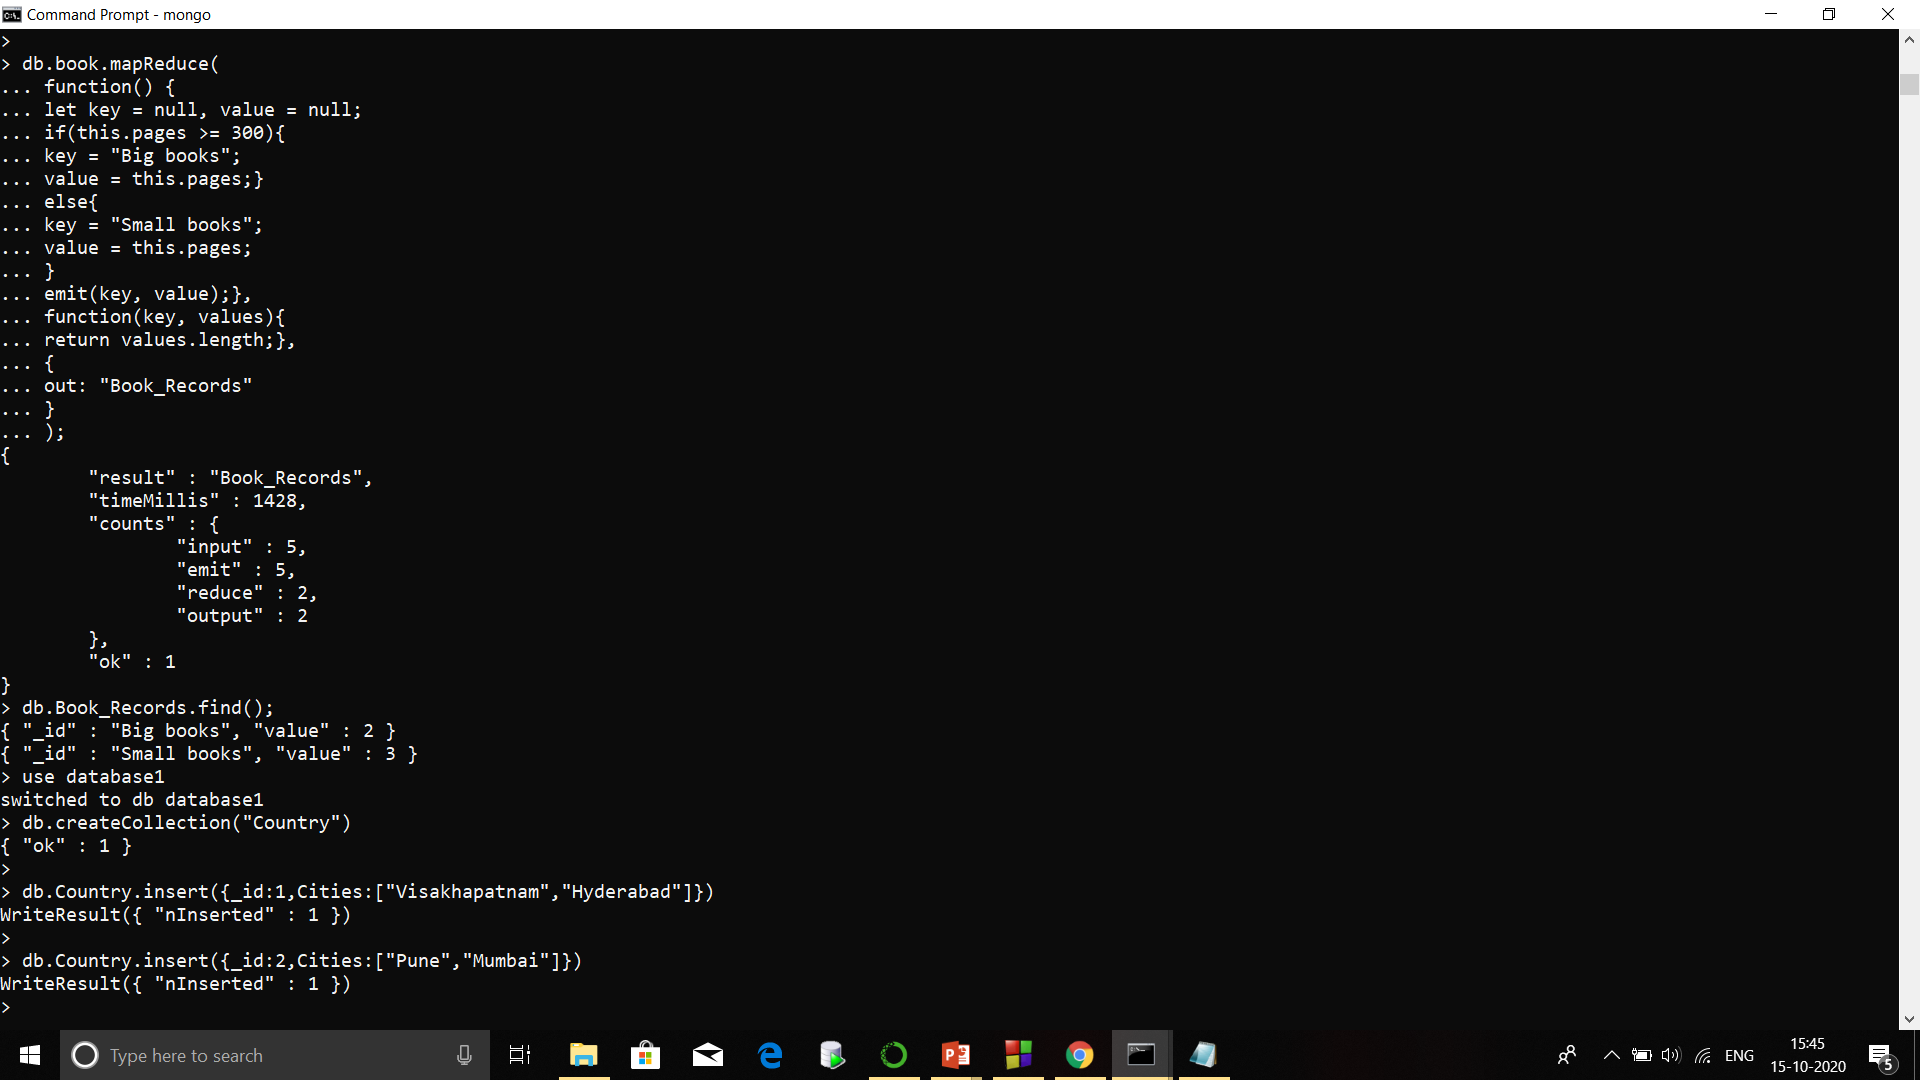 Command Prompt - mongo
>
> db.book.mapReduce(
... function() {
... let key = null, value = null;
... if(this.pages >= 300){
... key = "Big books";
... value = this.pages;}
... else{
... key = "Small books";
... value = this.pages;
... }
... emit(key, value);},
... function(key, values){
... return values.length;},
... {
... out: "Book_Records"
... }
... );
{
        "result" : "Book_Records",
        "timeMillis" : 1428,
        "counts" : {
                "input" : 5,
                "emit" : 5,
                "reduce" : 2,
                "output" : 2
        },
        "ok" : 1
}
> db.Book_Records.find();
{ "_id" : "Big books", "value" : 2 }
{ "_id" : "Small books", "value" : 3 }
> use database1
switched to db database1
> db.createCollection("Country")
{ "ok" : 1 }
>
> db.Country.insert({_id:1,Cities:["Visakhapatnam","Hyderabad"]})
WriteResult({ "nInserted" : 1 })
>
> db.Country.insert({_id:2,Cities:["Pune","Mumbai"]})
WriteResult({ "nInserted" : 1 })
>
Type here to search
ENG
15:45
15-10-2020
5